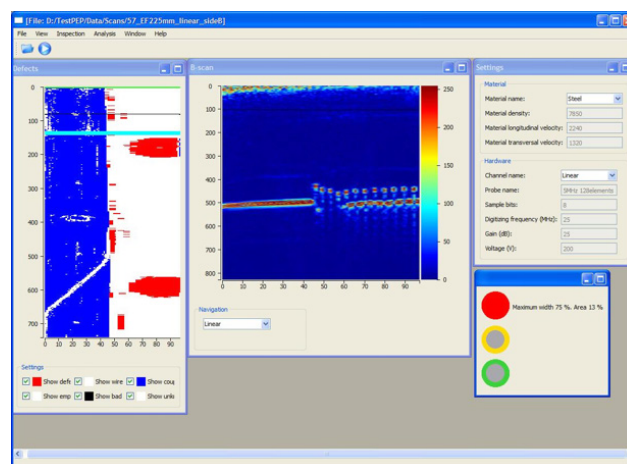 [File: D:/TestPEP/Data/Scans/57_EF225mm_linear_sideB]
File View Inspection Analysis Window Help
Defects
0
100
200
300
400
500
600
700
0 10 20 30 40 50 60 70 80 90
Settings
Show defe Show wire Show coup
Show emp Show bad Show unk
B-scan
0
100
200
300
400
500
600
700
800
0 10 20 30 40 50 60 70 80 90
250
200
150
100
50
0
Navigation
Linear
Settings
Material
Material name: Steel
Material density: 7850
Material longitudinal velocity: 2240
Material transversal velocity: 1320
Hardware
Channel name: Linear
Probe name: 5MHz 128elements
Sample bits: 8
Digitizing frequency (MHz): 25
Gain (dB): 25
Voltage (V): 200
Maximum width 75 %. Area 13 %.